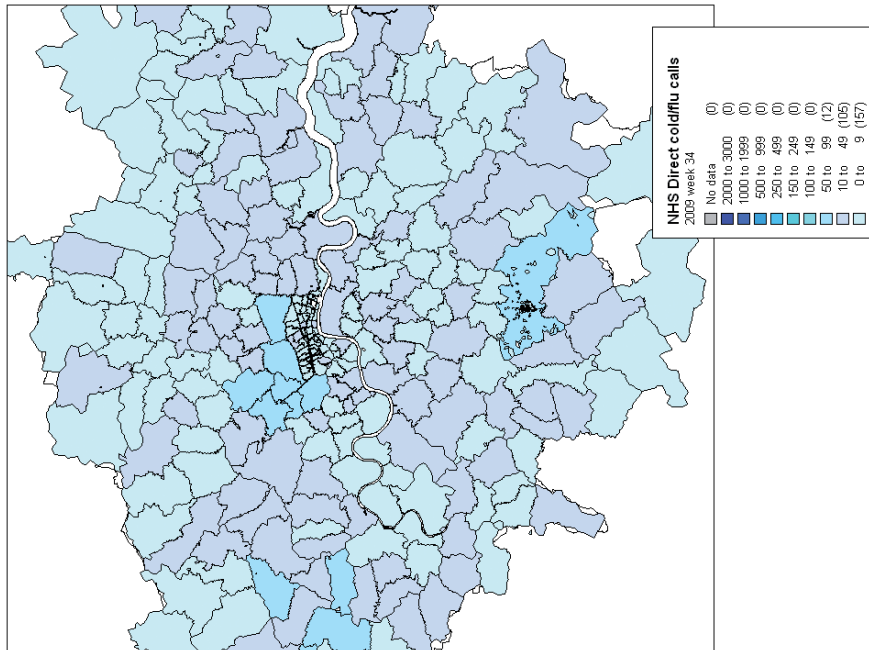 NHS Direct cold/flu calls
2009 week 34
No data (0)
2000 to 3000 (0)
1000 to 1999 (0)
500 to 999 (0)
250 to 499 (0)
150 to 249 (0)
100 to 149 (0)
50 to 99 (12)
10 to 49 (105)
0 to 9 (157)